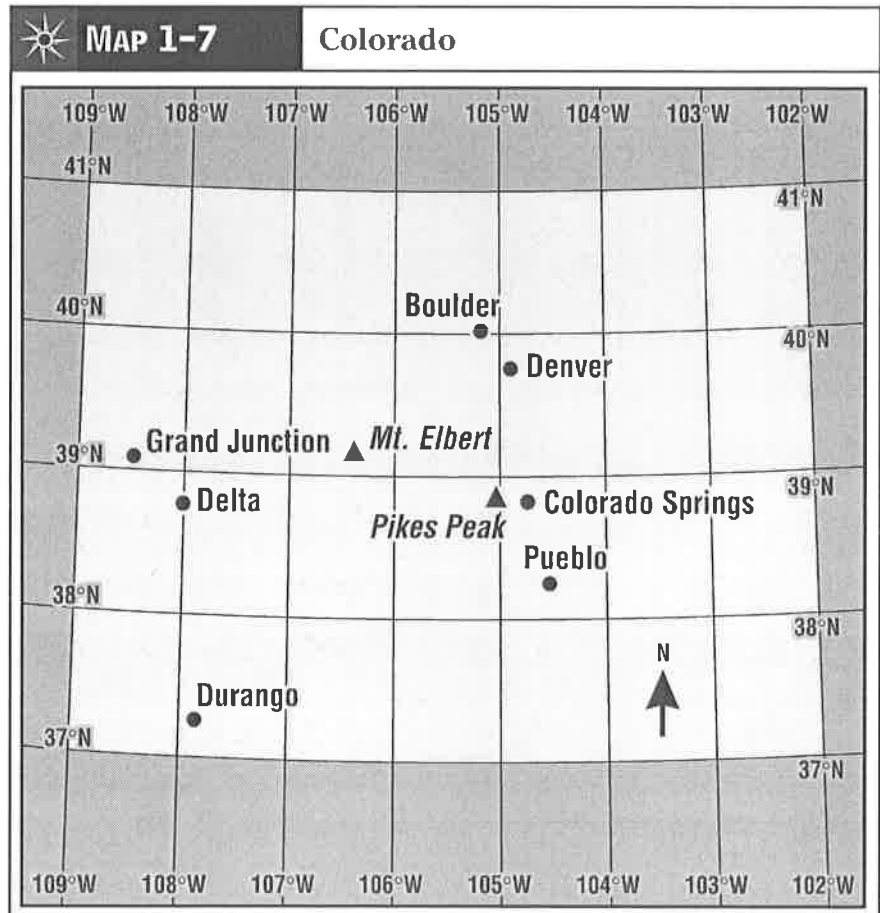 MAP 1–7 Colorado
109°W 108°W 107°W 106°W 105°W 104°W 103°W 102°W
41°N
41°N
Boulder
40°N
40°N
Denver
Grand Junction
Mt. Elbert
39°N
39°N
Delta
Colorado Springs
Pikes Peak
Pueblo
38°N
38°N
N
Durango
37°N
37°N
109°W 108°W 107°W 106°W 105°W 104°W 103°W 102°W